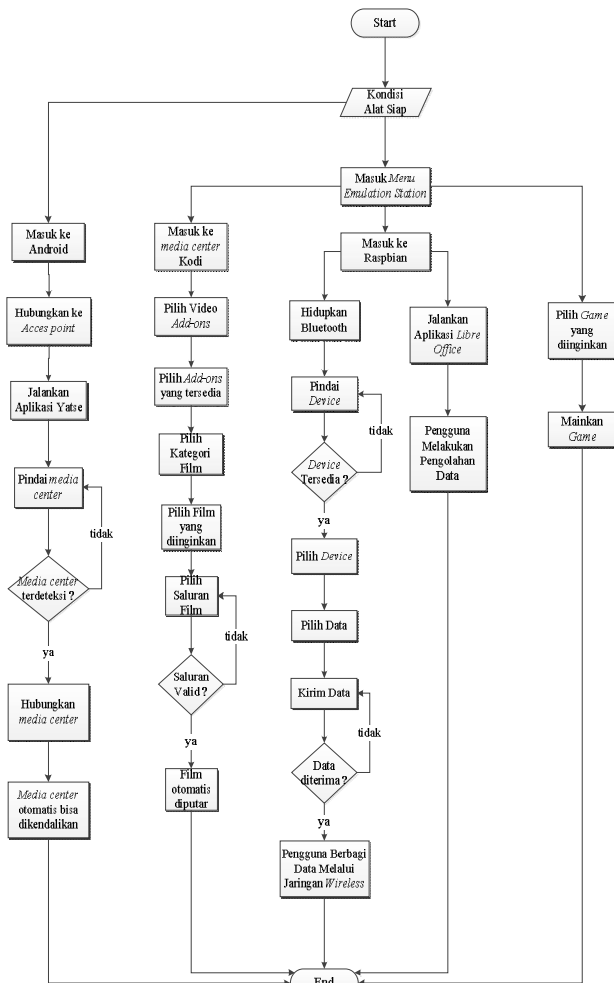 Start
Kondisi
Alat Siap
Masuk Menu
Emulation Station
Masuk ke
Android
Hubungkan ke
Acces point
Jalankan
Aplikasi Yatse
Pindai media
center
tidak
Media center
terdeteksi ?
ya
Hubungkan
media center
Media center
otomatis bisa
dikendalikan
Masuk ke
media center
Kodi
Pilih Video
Add-ons
Pilih Add-ons
yang tersedia
Pilih
Kategori
Film
Pilih Film
yang
diinginkan
Pilih
Saluran
Film
tidak
Saluran
Valid ?
ya
Film
otomatis
diputar
Masuk ke
Raspbian
Hidupkan
Bluetooth
Pindai
Device
tidak
Device
Tersedia ?
ya
Pilih Device
Pilih Data
Kirim Data
tidak
Data
diterima ?
ya
Pengguna Berbagi
Data Melalui
Jaringan Wireless
Jalankan
Aplikasi Libre
Office
Pengguna
Melakukan
Pengolahan
Data
Pilih Game
yang
diinginkan
Mainkan
Game
End